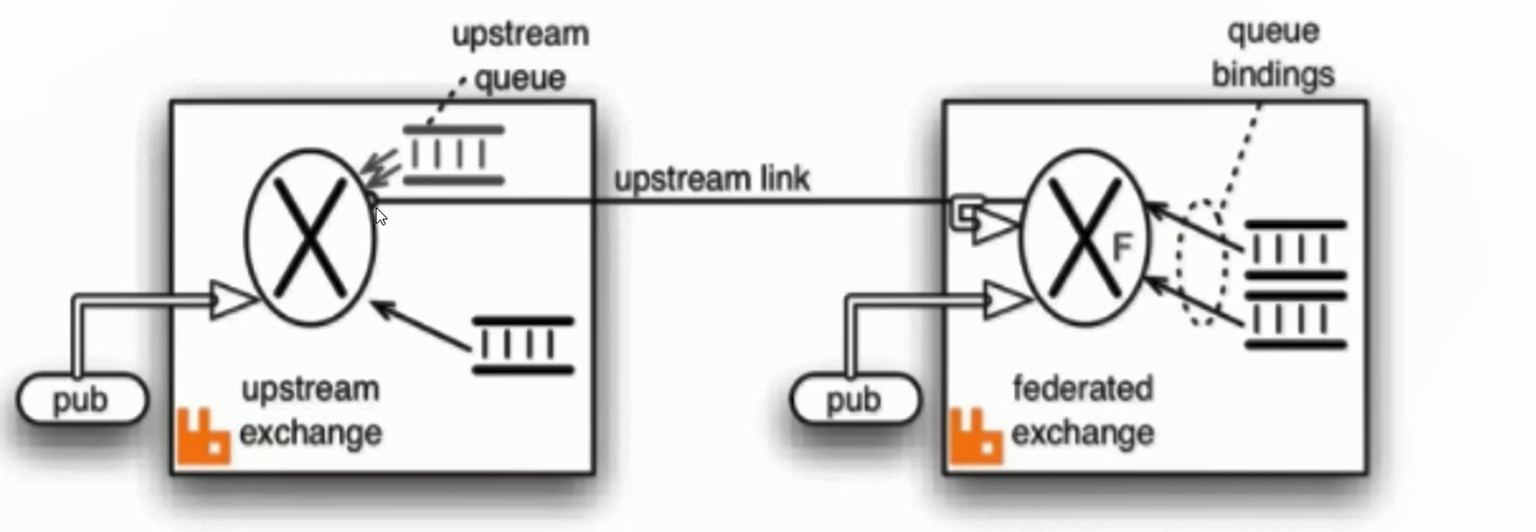 upstream
queue
queue
bindings
upstream link
F
pub
upstream
exchange
pub
federated
exchange